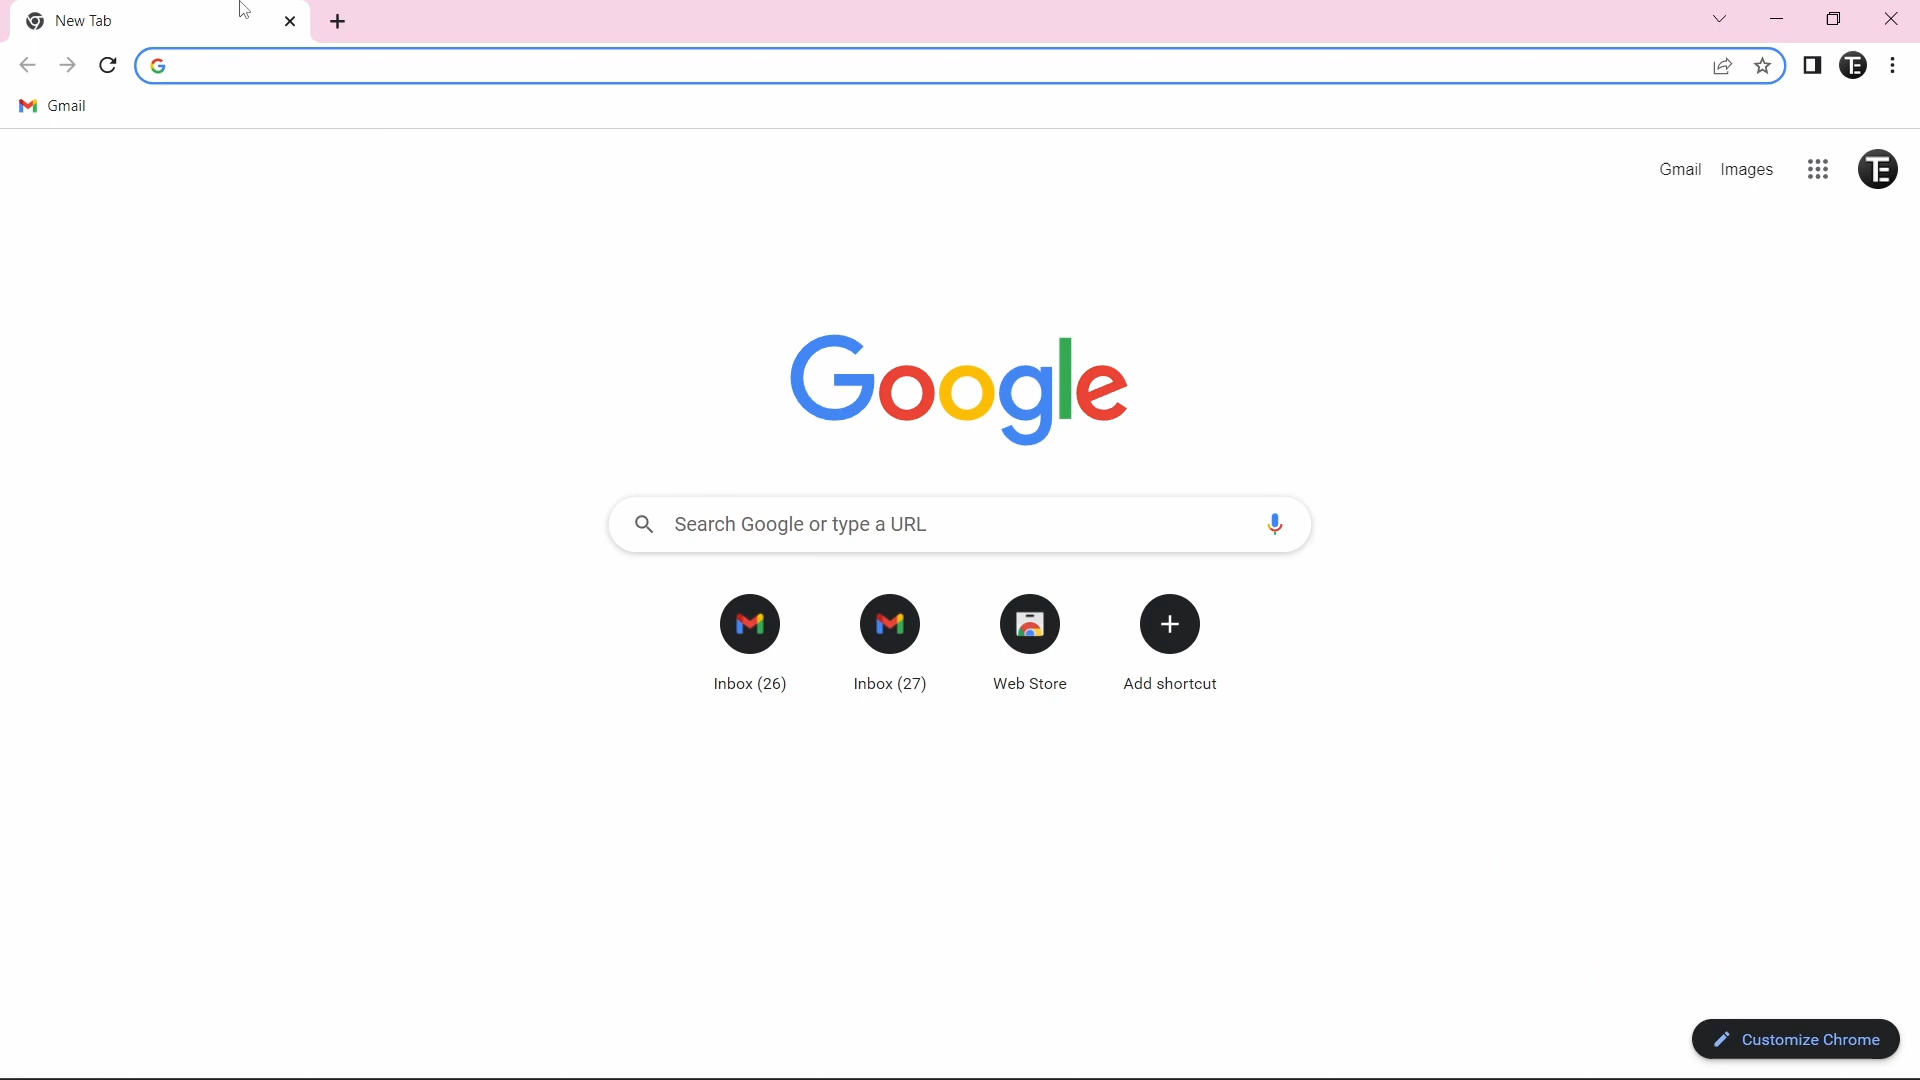 New Tab
Gmail
Gmail Images
TE
Google
Search Google or type a URL
Inbox (26) Inbox (27) Web Store Add shortcut
Customize Chrome